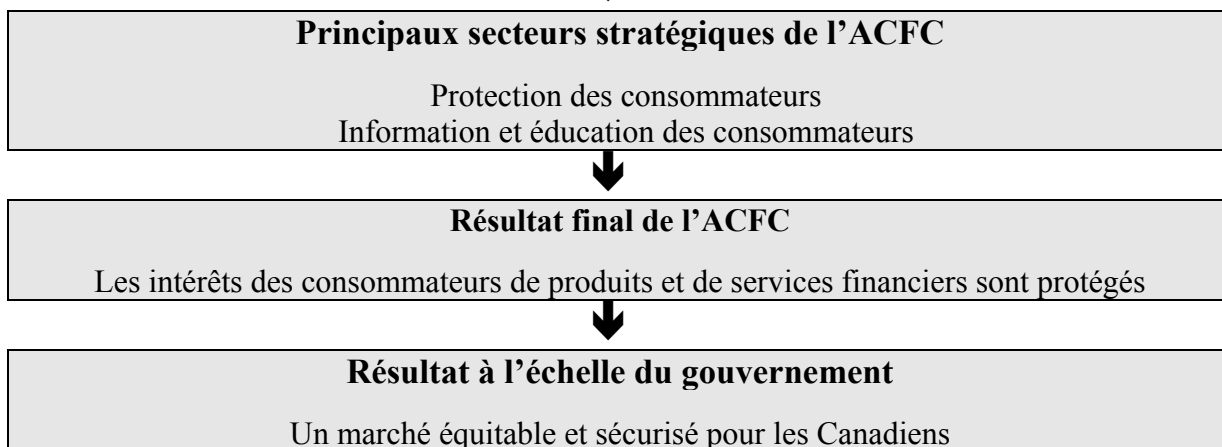 Principaux secteurs stratégiques de l’ACFC
Protection des consommateurs
Information et éducation des consommateurs
Résultat final de l’ACFC
Les intérêts des consommateurs de produits et de services financiers sont protégés
Résultat à l’échelle du gouvernement
Un marché équitable et sécurisé pour les Canadiens